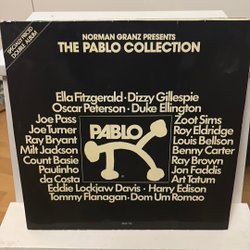 NORMAN GRANZ PRESENTS
THE PABLO COLLECTION
SPECIALLY PRICED
DOUBLE ALBUM
Ella Fitzgerald · Dizzy Gillespie
Oscar Peterson · Duke Ellington
Joe Pass
Joe Turner
Ray Bryant
Milt Jackson
Count Basie
Paulinho
da Costa
PABLO
Zoot Sims
Roy Eldridge
Louis Bellson
Benny Carter
Ray Brown
Jon Faddis
Art Tatum
Eddie Lockjaw Davis · Harry Edison
Tommy Flanagan · Dom Um Romao